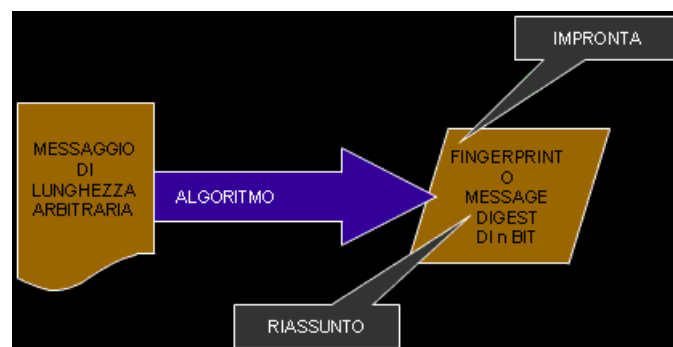 IMPRONTA
MESSAGGIO
DI
LUNGHEZZA
ARBITRARIA
ALGORITMO
FINGERPRINT
O
MESSAGE
DIGEST
DI n BIT
RIASSUNTO